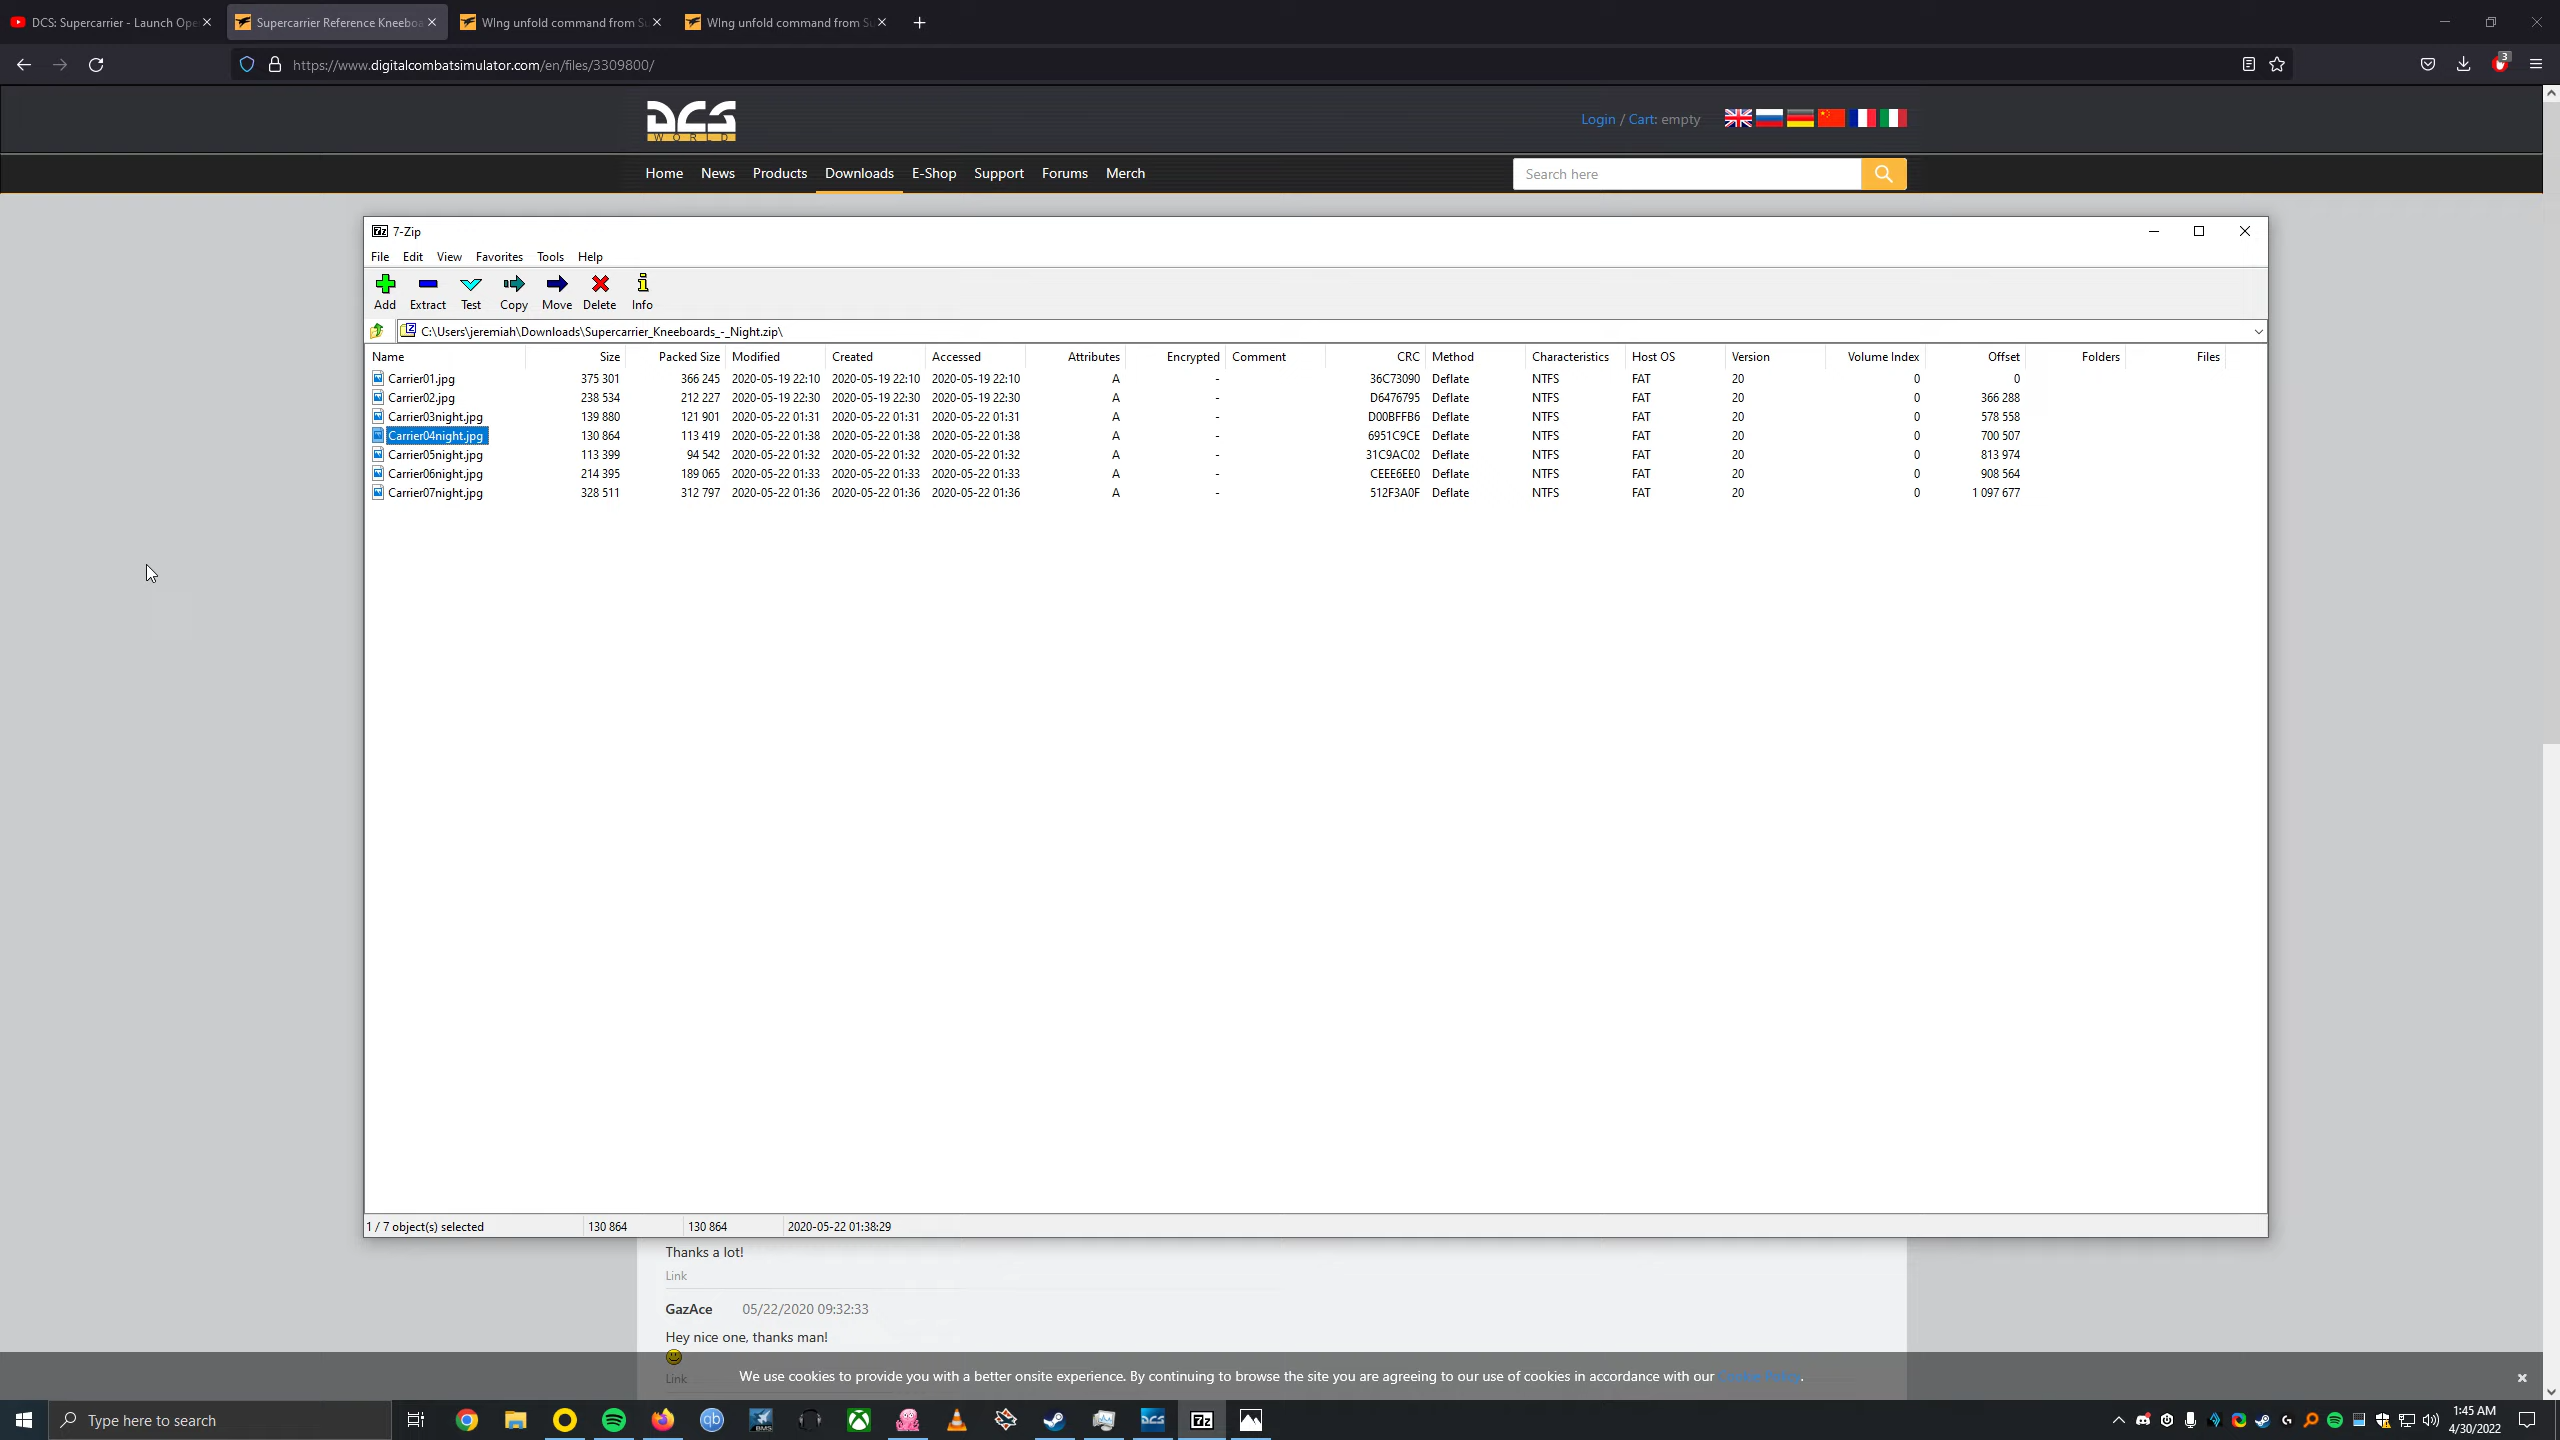 DCS: Supercarrier - Launch Ope
Supercarrier Reference Kneeboa
WIng unfold command from Su
WIng unfold command from Su
https://www.digitalcombatsimulator.com/en/files/3309800/
3
DCS
WORLD
Login / Cart: empty
Home News Products Downloads E-Shop Support Forums Merch
Search here
7z 7-Zip
File Edit View Favorites Tools Help
Add Extract Test Copy Move Delete Info
C:\Users\jeremiah\Downloads\Supercarrier_Kneeboards_-_Night.zip\
Name Size Packed Size Modified Created Accessed Attributes Encrypted Comment CRC Method Characteristics Host OS Version Volume Index Offset Folders Files
Carrier01.jpg 375 301 366 245 2020-05-19 22:10 2020-05-19 22:10 2020-05-19 22:10 A - 36C73090 Deflate NTFS FAT 20 0 0
Carrier02.jpg 238 534 212 227 2020-05-19 22:30 2020-05-19 22:30 2020-05-19 22:30 A - D6476795 Deflate NTFS FAT 20 0 366 288
Carrier03night.jpg 139 880 121 901 2020-05-22 01:31 2020-05-22 01:31 2020-05-22 01:31 A - D00BFFB6 Deflate NTFS FAT 20 0 578 558
Carrier04night.jpg 130 864 113 419 2020-05-22 01:38 2020-05-22 01:38 2020-05-22 01:38 A - 6951C9CE Deflate NTFS FAT 20 0 700 507
Carrier05night.jpg 113 399 94 542 2020-05-22 01:32 2020-05-22 01:32 2020-05-22 01:32 A - 31C9AC02 Deflate NTFS FAT 20 0 813 974
Carrier06night.jpg 214 395 189 065 2020-05-22 01:33 2020-05-22 01:33 2020-05-22 01:33 A - CEEE6EE0 Deflate NTFS FAT 20 0 908 564
Carrier07night.jpg 328 511 312 797 2020-05-22 01:36 2020-05-22 01:36 2020-05-22 01:36 A - 512F3A0F Deflate NTFS FAT 20 0 1 097 677
1 / 7 object(s) selected 130 864 130 864 2020-05-22 01:38:29
Thanks a lot!
Link
GazAce 05/22/2020 09:32:33
Hey nice one, thanks man!
Link
We use cookies to provide you with a better onsite experience. By continuing to browse the site you are agreeing to our use of cookies in accordance with our Cookie Policy.
Type here to search
qb
BMS
DCS
7z
1:45 AM
4/30/2022